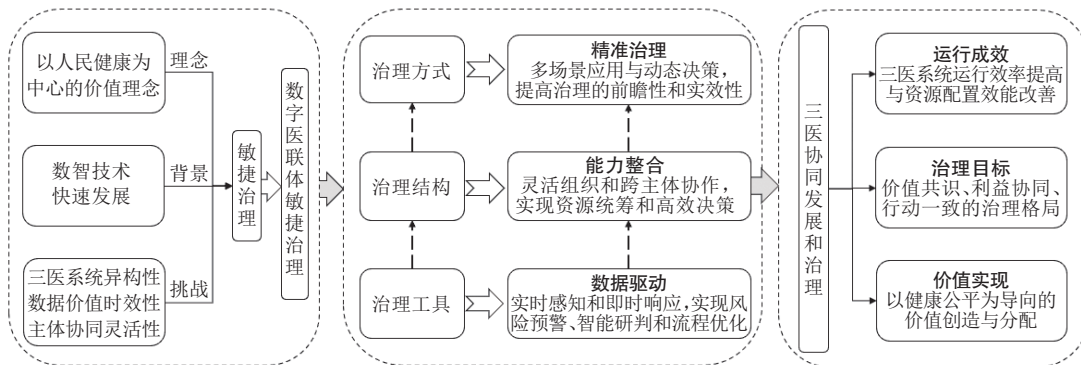 以人民健康为
中心的价值理念
理念
数智技术
快速发展
背景
三医系统异构性
数据价值时效性
主体协同灵活性
挑战
敏捷治理
数字医联体敏捷治理
治理方式
精准治理
多场景应用与动态决策，
提高治理的前瞻性和实效性
治理结构
能力整合
灵活组织和跨主体协作，
实现资源统筹和高效决策
治理工具
数据驱动
实时感知和即时响应，实现风
险预警、智能研判和流程优化
三医协同发展和治理
运行成效
三医系统运行效率提高
与资源配置效能改善
治理目标
价值共识、利益协同、
行动一致的治理格局
价值实现
以健康公平为导向的
价值创造与分配